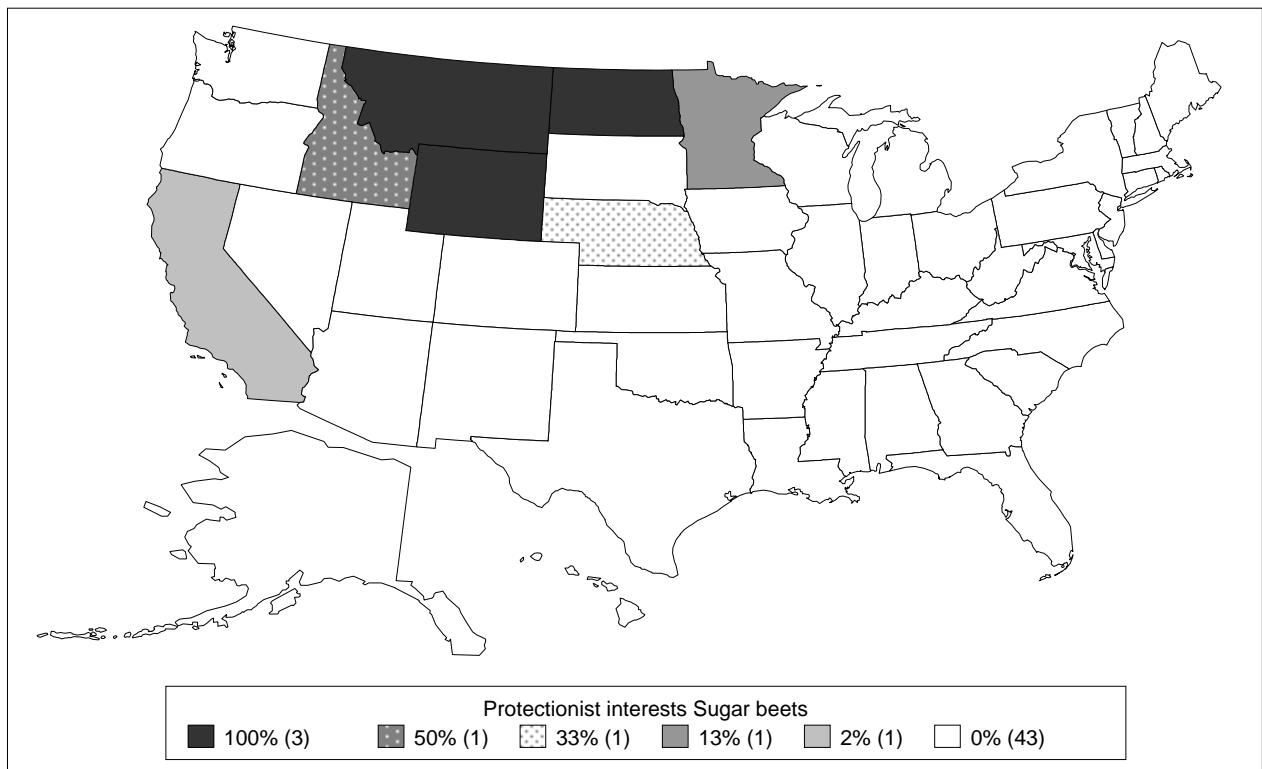 Protectionist interests Sugar beets
100% (3) 50% (1) 33% (1) 13% (1) 2% (1) 0% (43)